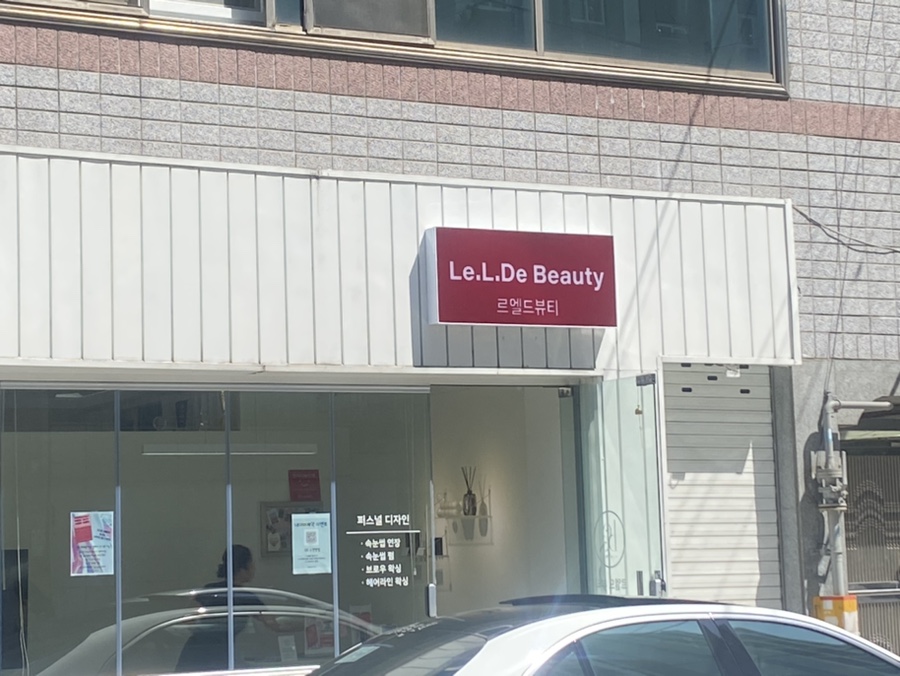 Le.L.De Beauty
르엘드뷰티
퍼스널 디자인
· 속눈썹 연장
· 속눈썹 펌
· 브로우 왁싱
· 헤어라인 왁싱